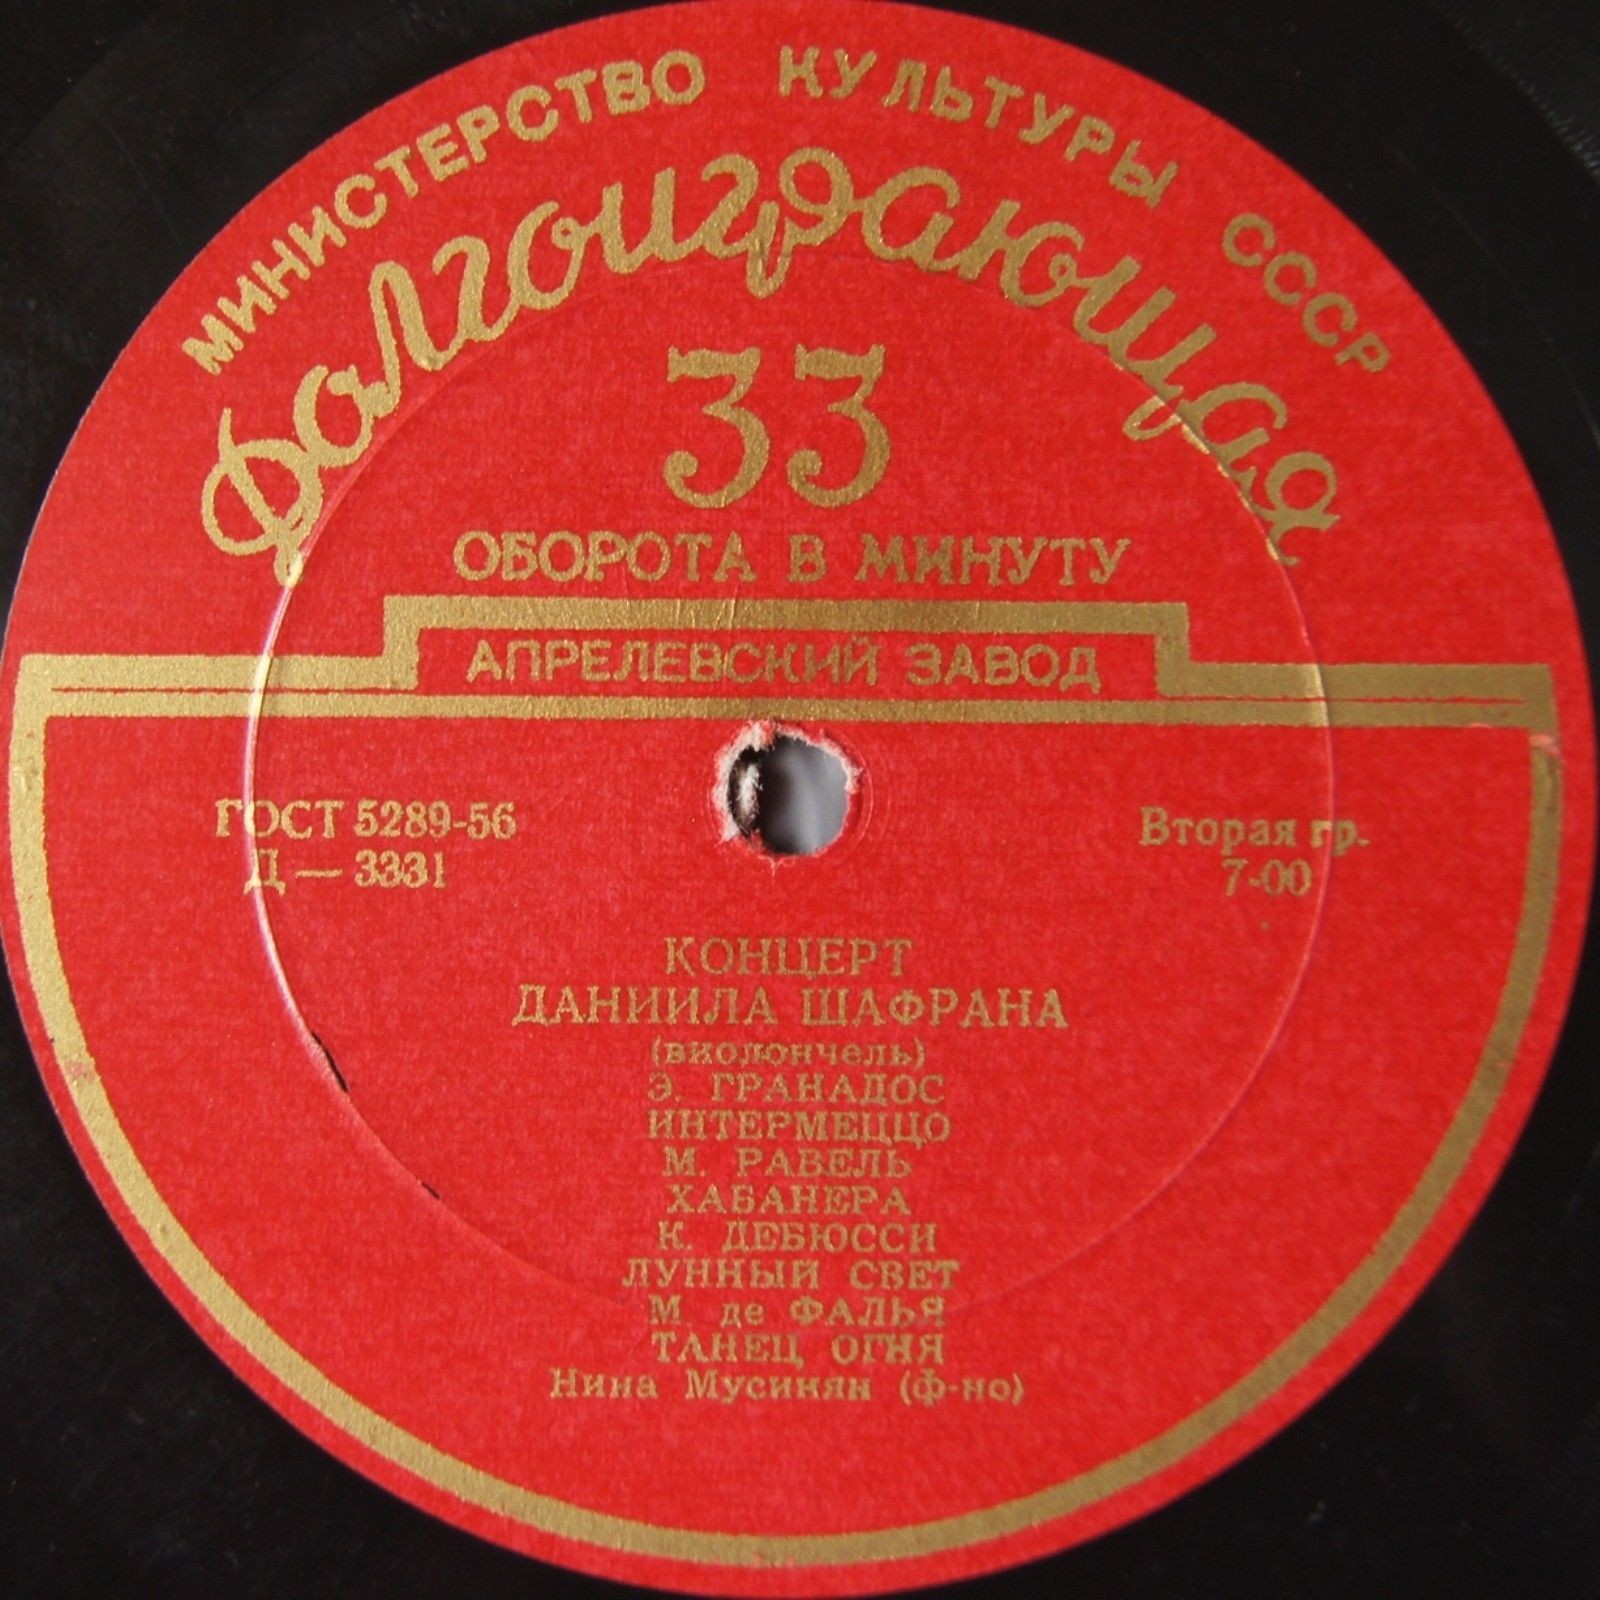 МИНИСТЕРСТВО КУЛЬТУРЫ СССР
Долгоиграющая
33
ОБОРОТА В МИНУТУ
АПРЕЛЕВСКИЙ ЗАВОД
ГОСТ 5289-56
Д — 3331
Вторая гр.
7-00
КОНЦЕРТ
ДАНИИЛА ШАФРАНА
(виолончель)
Э. ГРАНАДОС
ИНТЕРМЕЦЦО
М. РАВЕЛЬ
ХАБАНЕРА
К. ДЕБЮССИ
ЛУННЫЙ СВЕТ
М. де ФАЛЬЯ
ТАНЕЦ ОГНЯ
Нина Мусинян (ф-но)